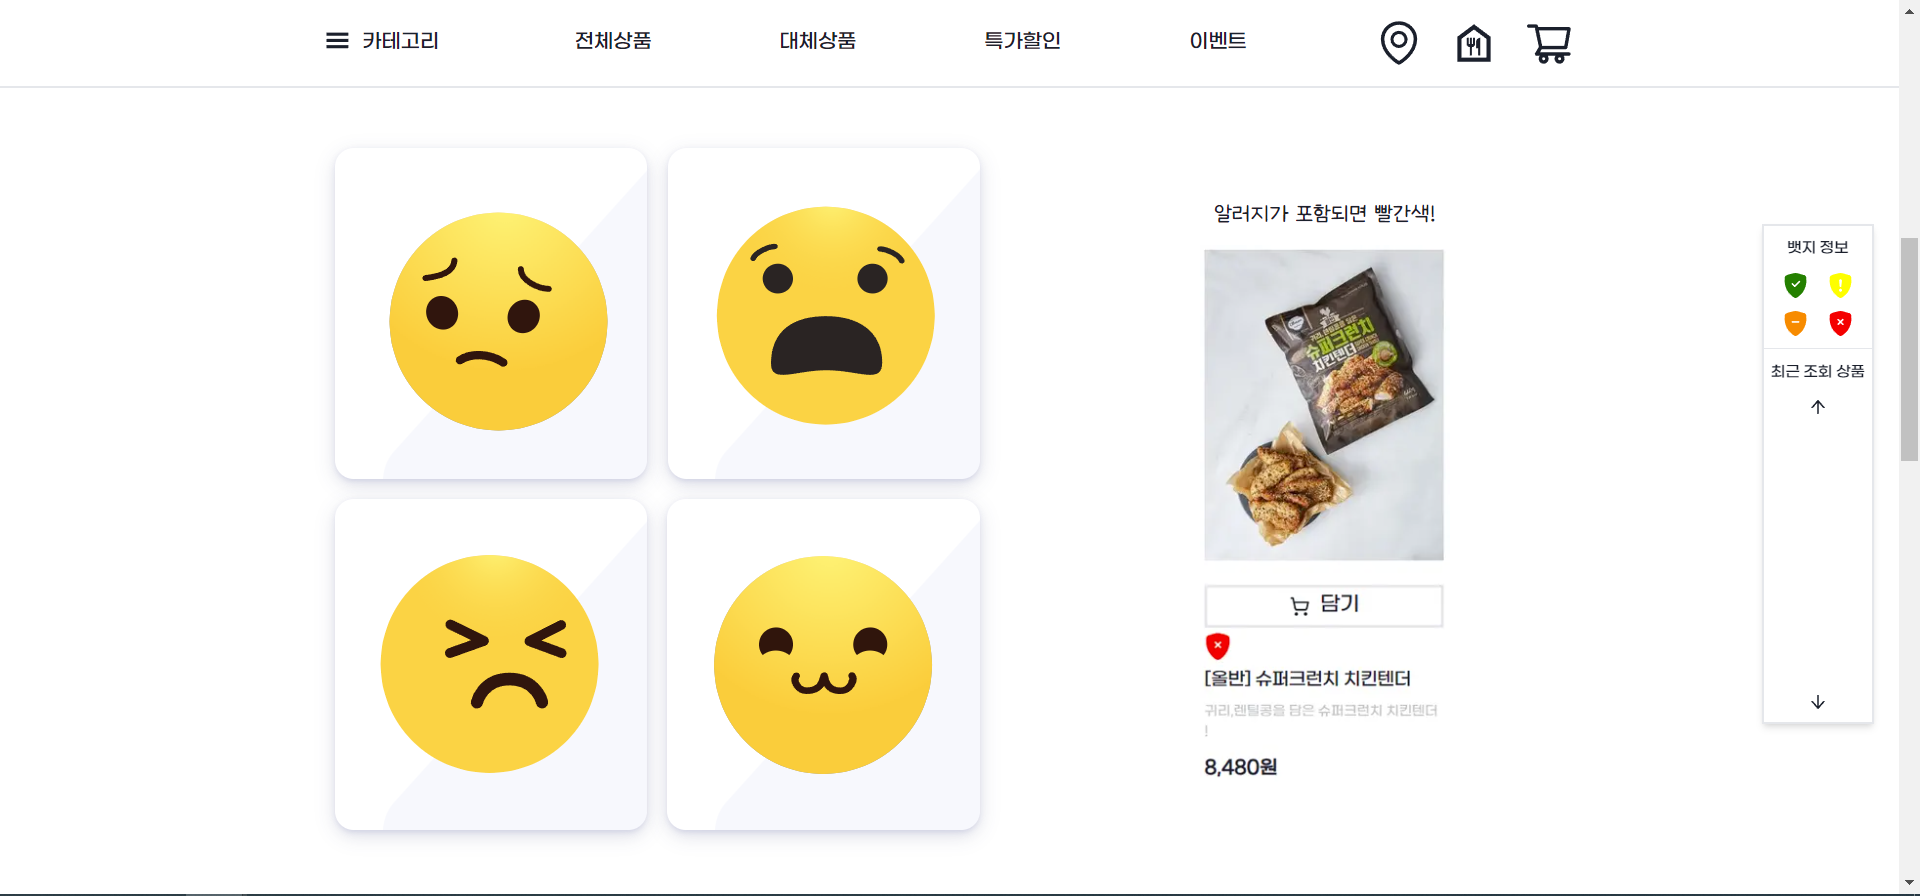 카테고리
전체상품
대체상품
특가할인
이벤트
알러지가 포함되면 빨간색!
슈퍼크런치
치킨텐더
담기
[올반] 슈퍼크런치 치킨텐더
귀리,렌틸콩을 담은 슈퍼크런치 치킨텐더
!
8,480원
뱃지 정보
최근 조회 상품